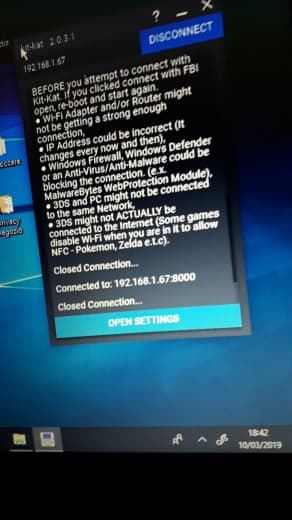 kit-kat 2.0.3.1
? — ✕
192.168.1.67
DISCONNECT
BEFORE you attempt to connect with
Kit-Kat. If you clicked connect with FBI
open, re-boot and start again.
• Wi-Fi Adapter and/or Router might
not be getting a strong enough
connection,
• IP Address could be incorrect (It
changes every now and then),
• Windows Firewall, Windows Defender
or an Anti-Virus/Anti-Malware could be
blocking the connection. (e.x.
MalwareBytes WebProtection Module),
• 3DS and PC might not be connected
to the same Network,
• 3DS might not ACTUALLY be
connected to the Internet (Some games
disable Wi-Fi when you are in it to allow
NFC - Pokemon, Zelda e.t.c).
Closed Connection...
Connected to: 192.168.1.67:8000
Closed Connection...
OPEN SETTINGS
18:42
10/03/2019